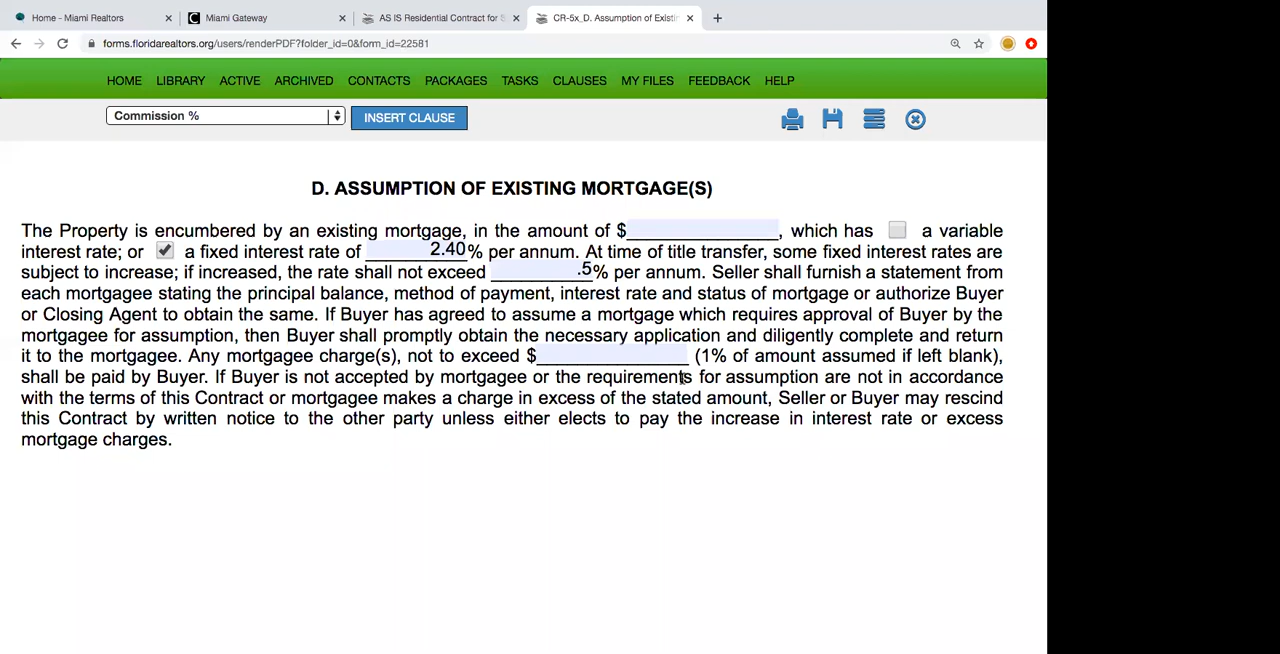 Home - Miami Realtors
Miami Gateway
AS IS Residential Contract for S
CR-5x_D. Assumption of Existin
forms.floridarealtors.org/users/renderPDF?folder_id=0&form_id=22581
HOME LIBRARY ACTIVE ARCHIVED CONTACTS PACKAGES TASKS CLAUSES MY FILES FEEDBACK HELP
Commission % INSERT CLAUSE
D. ASSUMPTION OF EXISTING MORTGAGE(S)
The Property is encumbered by an existing mortgage, in the amount of $ , which has a variable
interest rate; or a fixed interest rate of 2.40% per annum. At time of title transfer, some fixed interest rates are
subject to increase; if increased, the rate shall not exceed .5% per annum. Seller shall furnish a statement from
each mortgagee stating the principal balance, method of payment, interest rate and status of mortgage or authorize Buyer
or Closing Agent to obtain the same. If Buyer has agreed to assume a mortgage which requires approval of Buyer by the
mortgagee for assumption, then Buyer shall promptly obtain the necessary application and diligently complete and return
it to the mortgagee. Any mortgagee charge(s), not to exceed $ (1% of amount assumed if left blank),
shall be paid by Buyer. If Buyer is not accepted by mortgagee or the requirements for assumption are not in accordance
with the terms of this Contract or mortgagee makes a charge in excess of the stated amount, Seller or Buyer may rescind
this Contract by written notice to the other party unless either elects to pay the increase in interest rate or excess
mortgage charges.